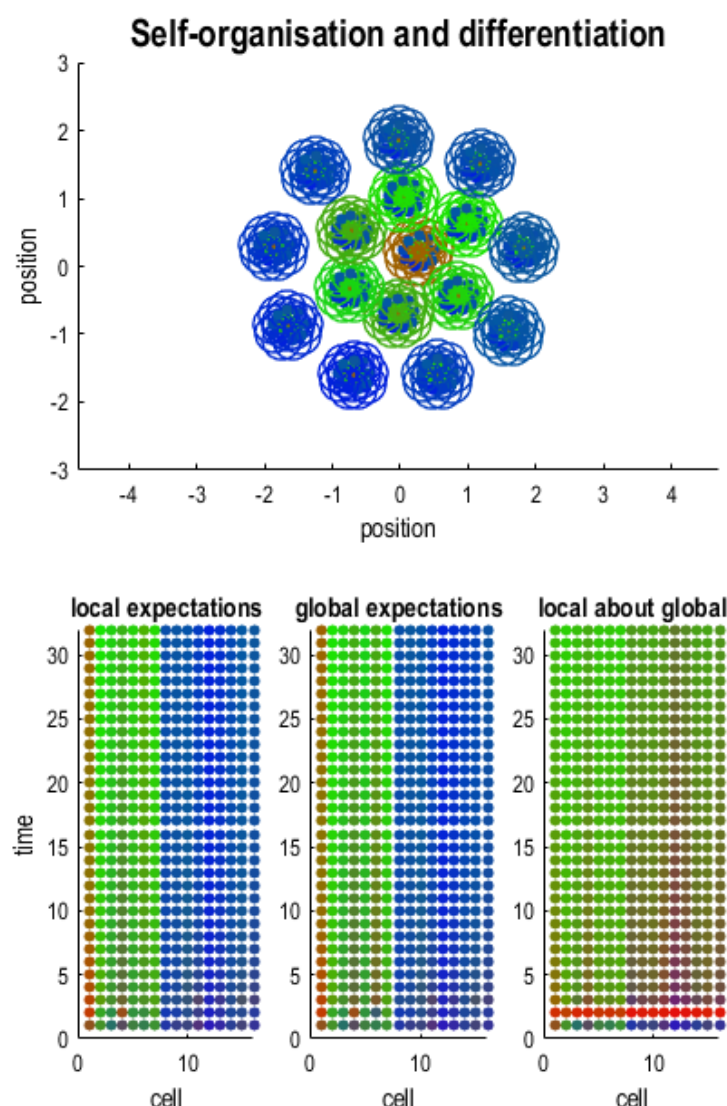 Self-organisation and differentiation
3
2
1
0
-1
-2
-3
position
-4 -3 -2 -1 0 1 2 3 4
position
local expectations global expectations local about global
30 30 30
25 25 25
20 20 20
time
15 15 15
10 10 10
5 5 5
0 0 0
0 10 0 10 0 10
cell cell cell